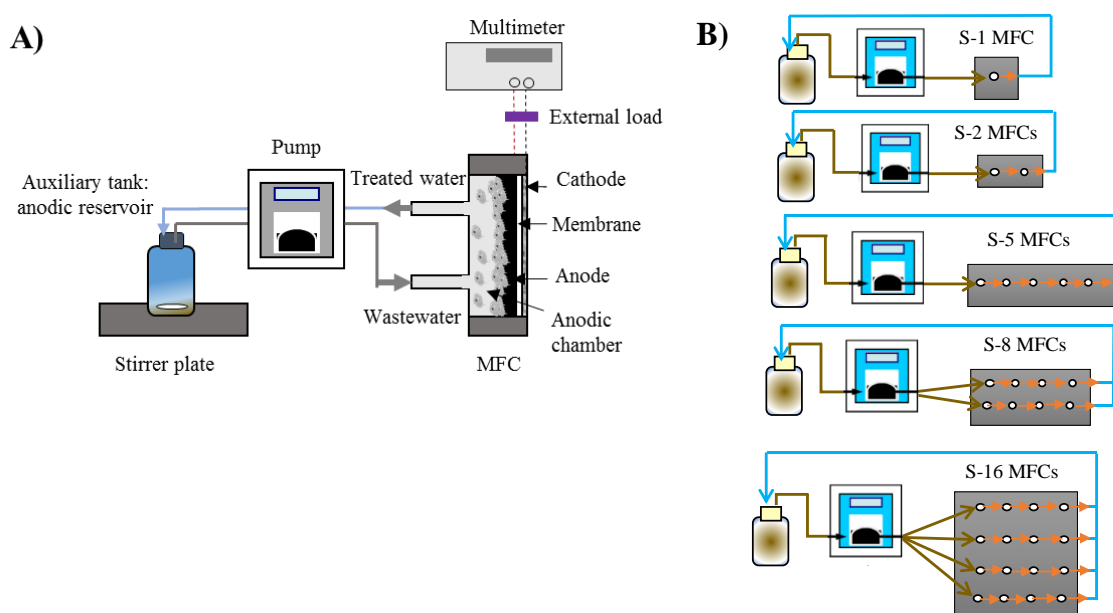 A)
Multimeter
External load
Pump
Auxiliary tank:
anodic reservoir
Treated water
Cathode
Membrane
Anode
Wastewater
Anodic
chamber
Stirrer plate
MFC
B)
S-1 MFC
S-2 MFCs
S-5 MFCs
S-8 MFCs
S-16 MFCs